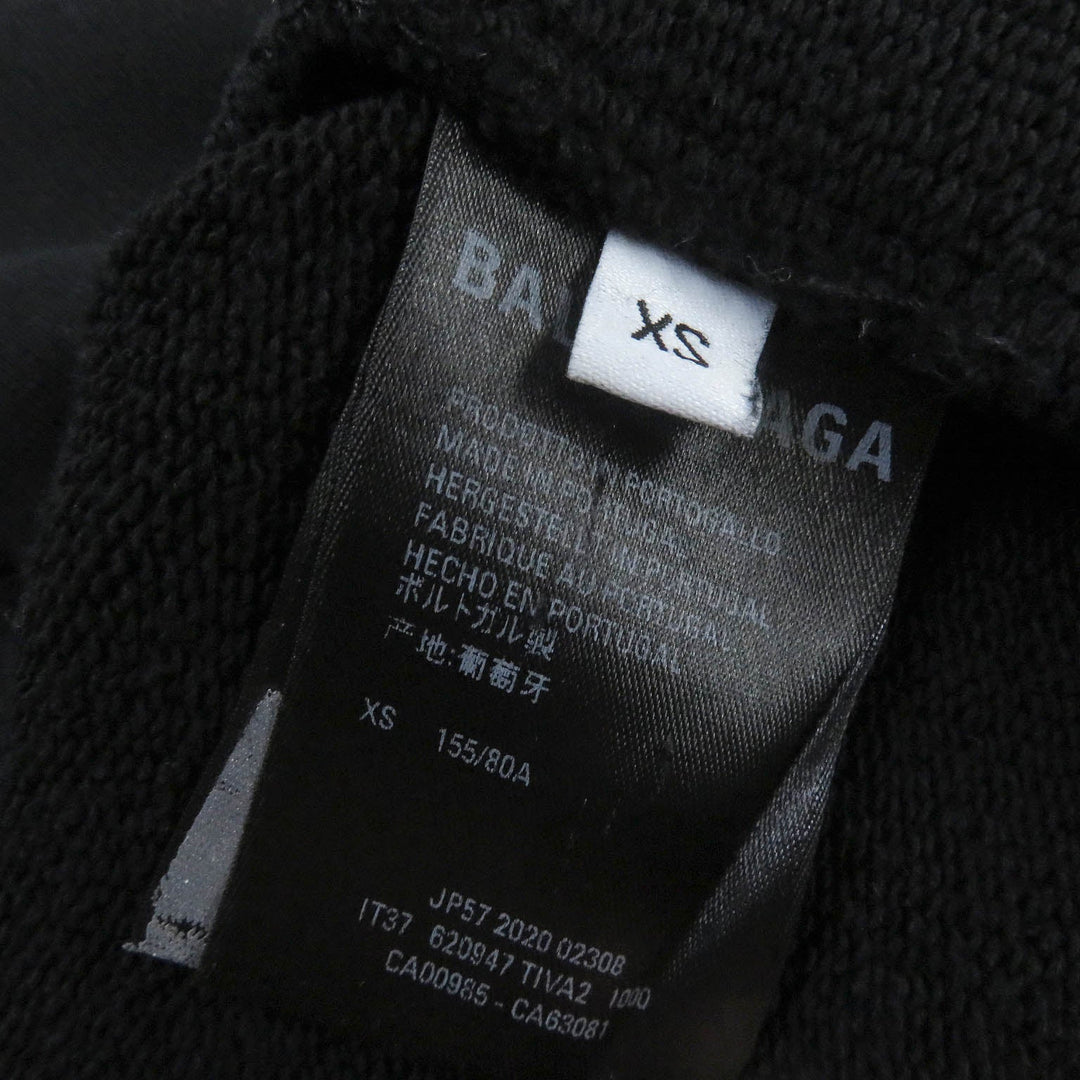 BA AGA
XS
PRODOTTO IN PORTOGALLO
MADE IN PORTUGAL
HERGESTELLT IN PORTUGAL
FABRIQUE AU PORTUGAL
HECHO EN PORTUGAL
ポルトガル製
产地:葡萄牙
XS 155/80A
JP57 2020 02308
IT37 620947 TIVA2 1000
CA00985 - CA63081